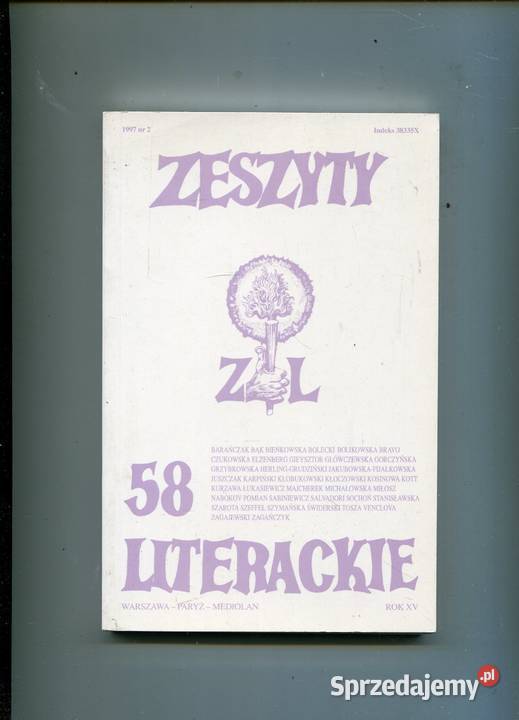 1997 nr 2 Indeks 38335X
ZESZYTY
Z L
BARAŃCZAK BĄK BIEŃKOWSKA BOLECKI BOLIKOWSKA BRAVO
CZUKOWSKA ELZENBERG GIEYSZTOR GŁÓWCZEWSKA GORCZYŃSKA
GRZYBKOWSKA HERLING-GRUDZIŃSKI JAKUBOWSKA-FIJAŁKOWSKA
JUSZCZAK KARPIŃSKI KŁOBUKOWSKI KŁOCZOWSKI KOSINOWA KOTT
KURZAWA ŁUKASIEWICZ MAJCHEREK MICHAŁOWSKA MIŁOSZ
NABOKOV POMIAN SABINIEWICZ SALVADORI SOCHOŃ STANISŁAWSKA
SZAROTA SZEFFEL SZYMAŃSKA ŚWIDERSKI TOSZA VENCLOVA
ZAGAJEWSKI ZAGAŃCZYK
58
LITERACKIE
WARSZAWA – PARYŻ – MEDIOLAN ROK XV
Sprzedajemy.pl